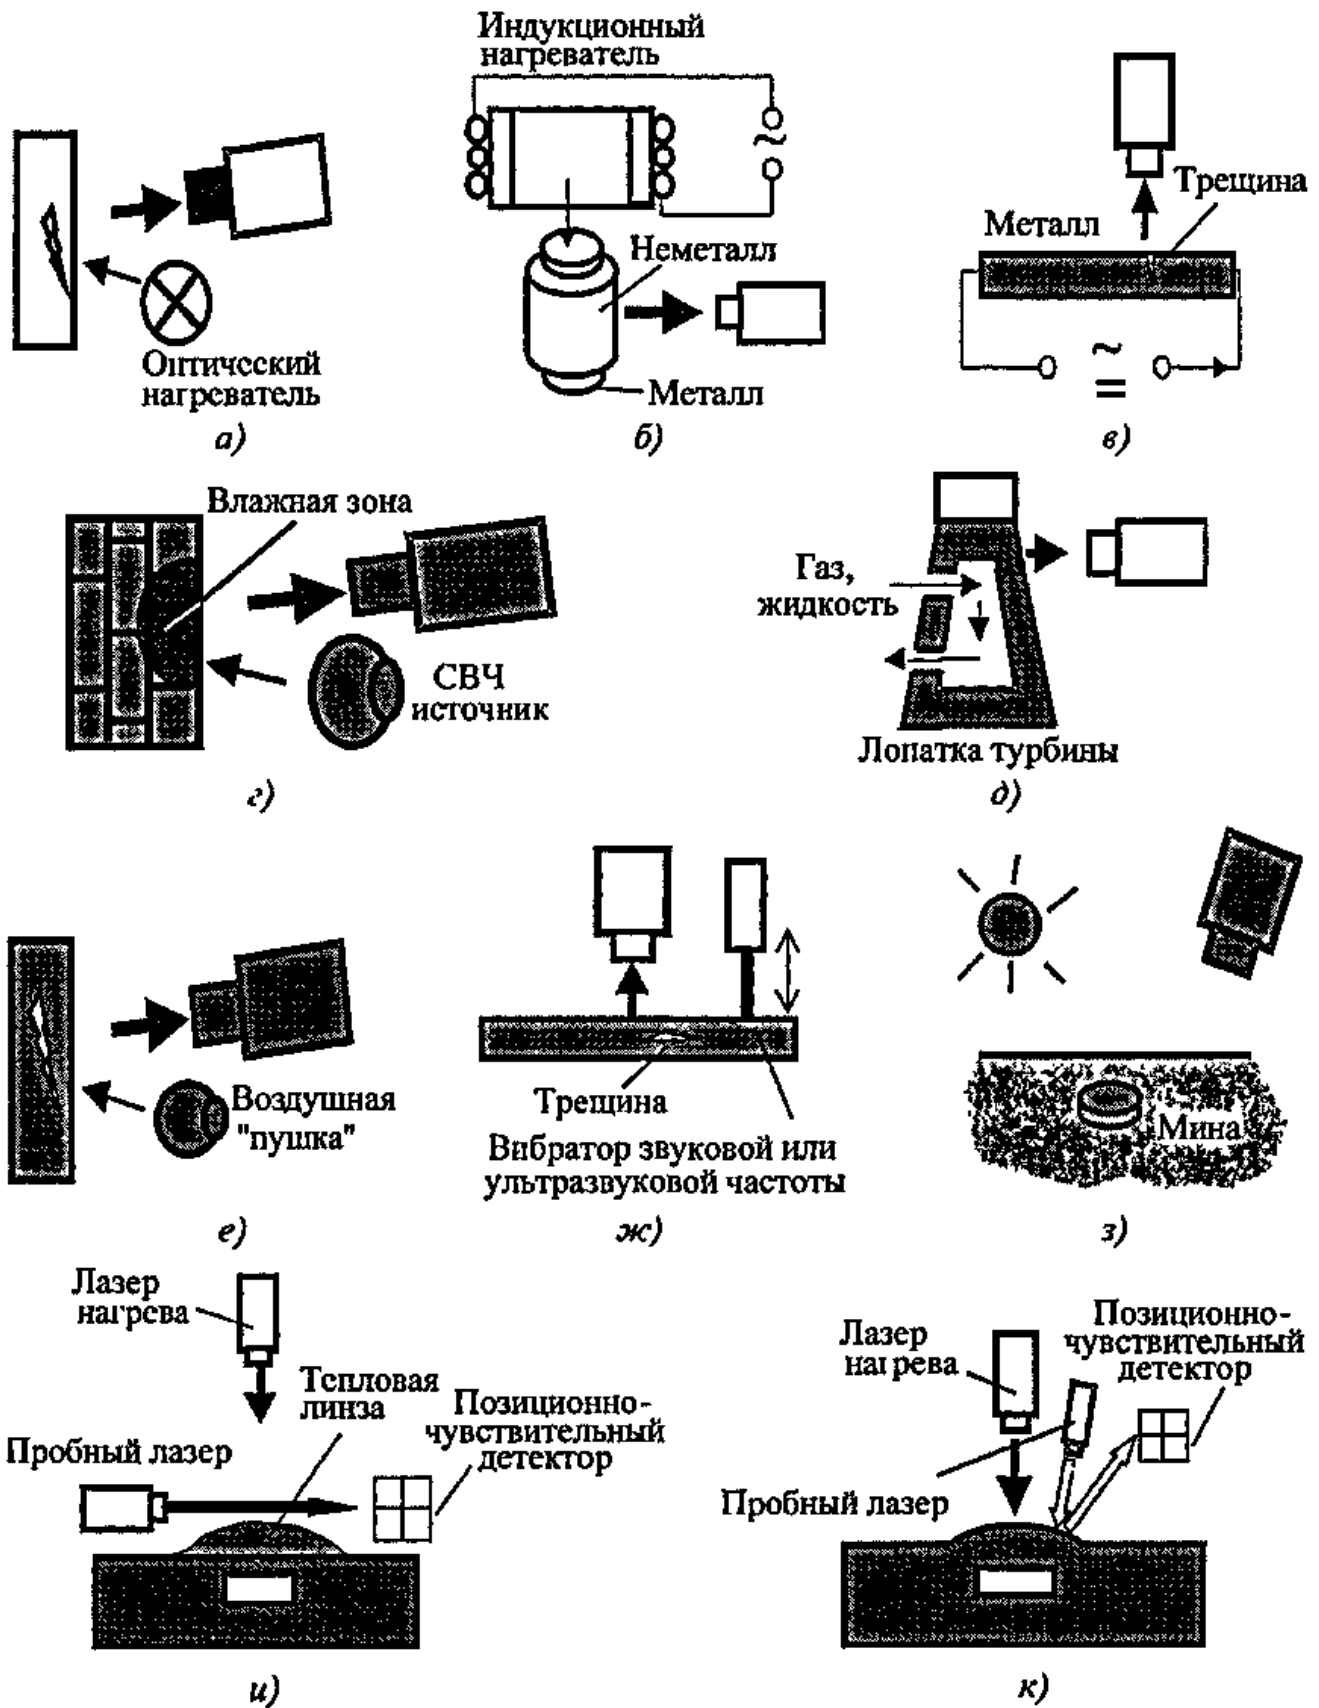 Индукционный
нагреватель
Оптический
нагреватель
а)
Неметалл
Металл
б)
Металл
Трещина
~
=
в)
Влажная зона
СВЧ
источник
г)
Газ,
жидкость
Лопатка турбины
д)
Воздушная
"пушка"
е)
Трещина
Вибратор звуковой или
ультразвуковой частоты
ж)
Мина
з)
Лазер
нагрева
Тепловая
линза
Позиционно-
чувствительный
детектор
Пробный лазер
и)
Лазер
нагрева
Позиционно-
чувствительный
детектор
Пробный лазер
к)